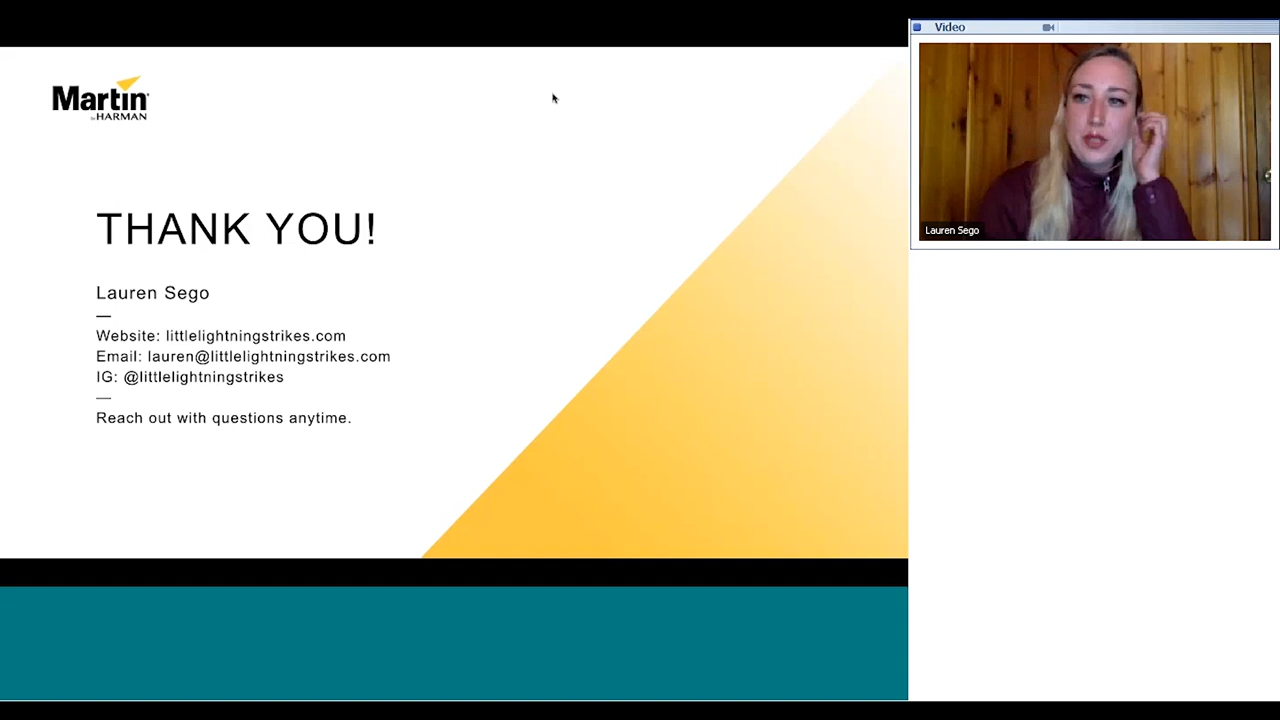 Martin
by HARMAN
THANK YOU!
Lauren Sego
—
Website: littlelightningstrikes.com
Email: lauren@littlelightningstrikes.com
IG: @littlelightningstrikes
—
Reach out with questions anytime.
Video
Lauren Sego